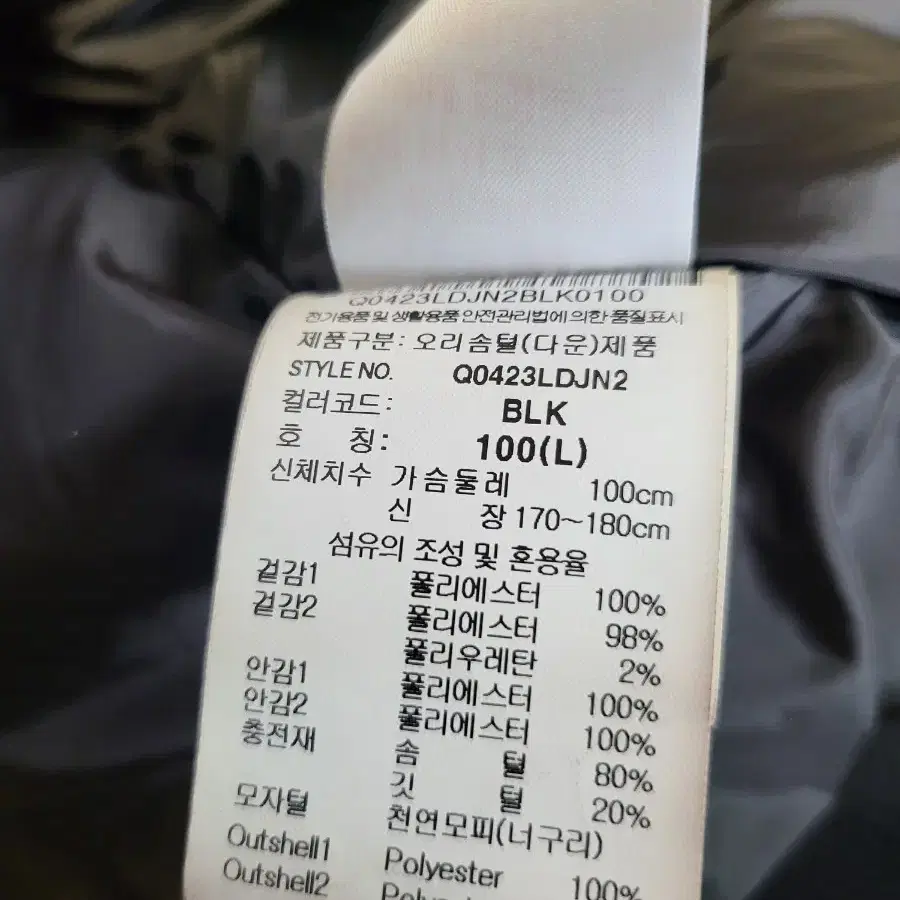 Q0423LDJN2BLK0100
전기용품 및 생활용품 안전관리법에 의한 품질표시
제품구분: 오리솜털(다운)제품
STYLE NO. Q0423LDJN2
컬러코드: BLK
호 칭: 100(L)
신체치수 가슴둘레 100cm
신 장 170~180cm
섬유의 조성 및 혼용율
겉감1 폴리에스터 100%
겉감2 폴리에스터 98%
폴리우레탄 2%
안감1 폴리에스터 100%
안감2 폴리에스터 100%
충전재 솜 털 80%
깃 털 20%
모자털 천연모피(너구리)
Outshell1 Polyester 100%
Outshell2